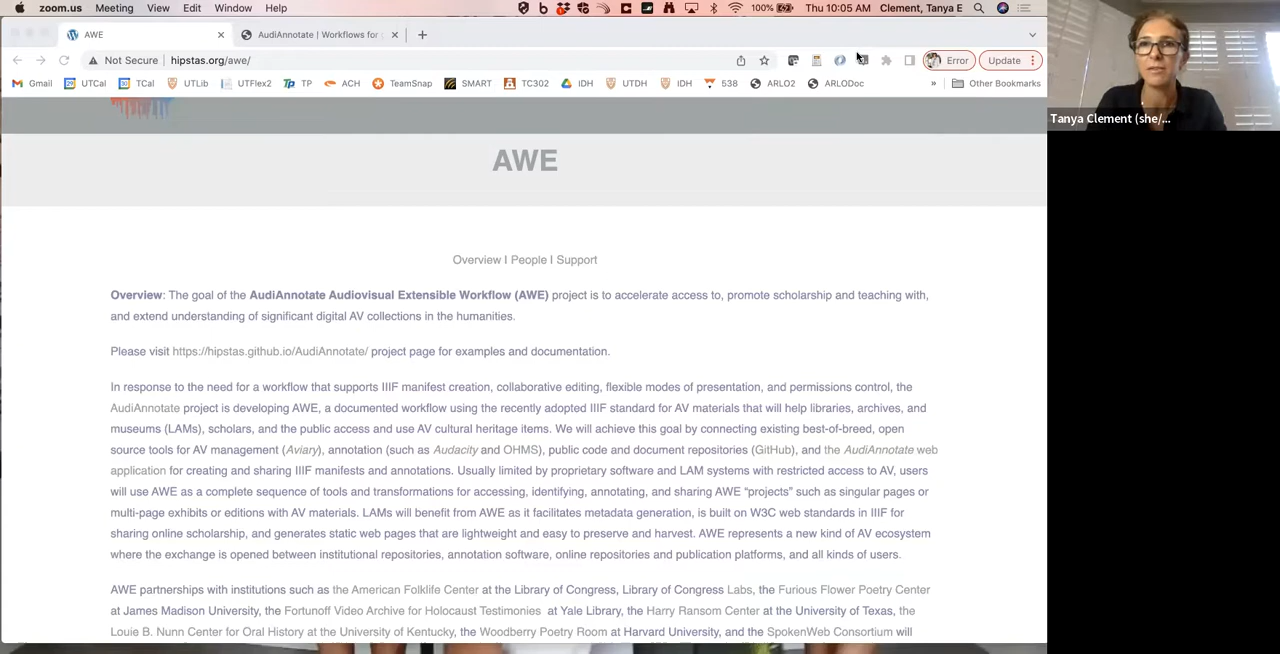 zoom.us Meeting View Edit Window Help 100% Thu 10:05 AM Clement, Tanya E
AWE AudiAnnotate | Workflows for
Not Secure hipstas.org/awe/ Error Update
Gmail UTCal TCal UTLib UTFlex2 TP ACH TeamSnap SMART TC302 IDH UTDH IDH 538 ARLO2 ARLODoc » Other Bookmarks
Tanya Clement (she/...
AWE
Overview I People I Support
Overview: The goal of the AudiAnnotate Audiovisual Extensible Workflow (AWE) project is to accelerate access to, promote scholarship and teaching with,
and extend understanding of significant digital AV collections in the humanities.
Please visit https://hipstas.github.io/AudiAnnotate/ project page for examples and documentation.
In response to the need for a workflow that supports IIIF manifest creation, collaborative editing, flexible modes of presentation, and permissions control, the
AudiAnnotate project is developing AWE, a documented workflow using the recently adopted IIIF standard for AV materials that will help libraries, archives, and
museums (LAMs), scholars, and the public access and use AV cultural heritage items. We will achieve this goal by connecting existing best-of-breed, open
source tools for AV management (Aviary), annotation (such as Audacity and OHMS), public code and document repositories (GitHub), and the AudiAnnotate web
application for creating and sharing IIIF manifests and annotations. Usually limited by proprietary software and LAM systems with restricted access to AV, users
will use AWE as a complete sequence of tools and transformations for accessing, identifying, annotating, and sharing AWE “projects” such as singular pages or
multi-page exhibits or editions with AV materials. LAMs will benefit from AWE as it facilitates metadata generation, is built on W3C web standards in IIIF for
sharing online scholarship, and generates static web pages that are lightweight and easy to preserve and harvest. AWE represents a new kind of AV ecosystem
where the exchange is opened between institutional repositories, annotation software, online repositories and publication platforms, and all kinds of users.
AWE partnerships with institutions such as the American Folklife Center at the Library of Congress, Library of Congress Labs, the Furious Flower Poetry Center
at James Madison University, the Fortunoff Video Archive for Holocaust Testimonies at Yale Library, the Harry Ransom Center at the University of Texas, the
Louie B. Nunn Center for Oral History at the University of Kentucky, the Woodberry Poetry Room at Harvard University, and the SpokenWeb Consortium will